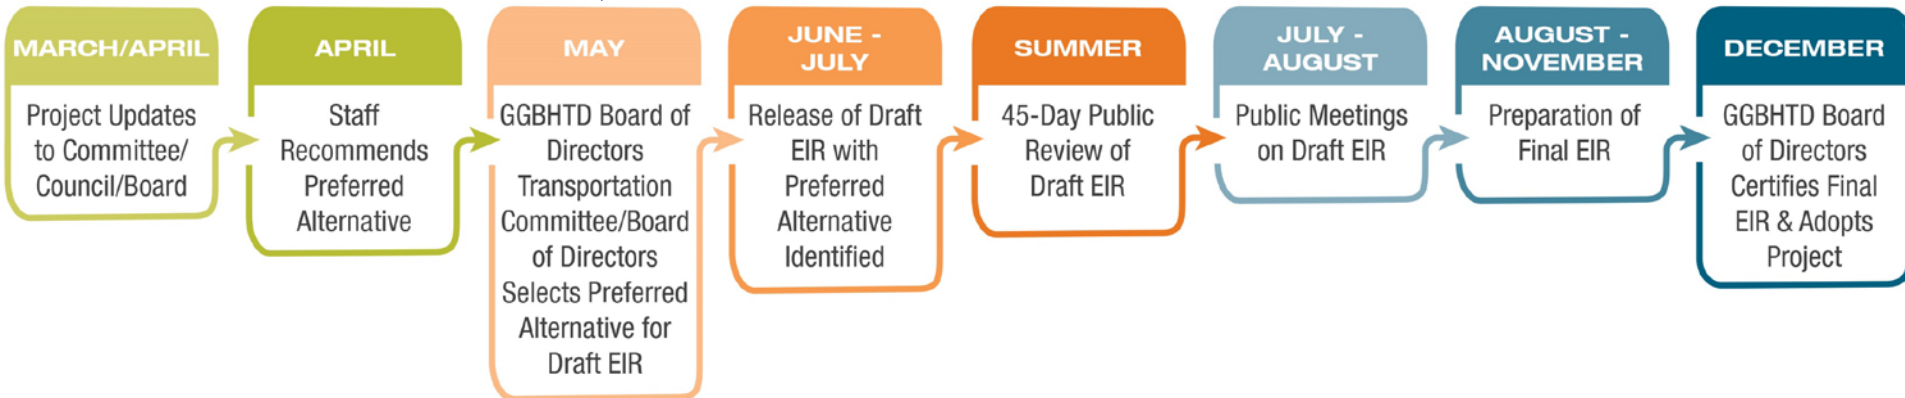 MARCH/APRIL
Project Updates
to Committee/
Council/Board
APRIL
Staff
Recommends
Preferred
Alternative
MAY
GGBHTD Board of
Directors
Transportation
Committee/Board
of Directors
Selects Preferred
Alternative for
Draft EIR
JUNE -
JULY
Release of Draft
EIR with
Preferred
Alternative
Identified
SUMMER
45-Day Public
Review of
Draft EIR
JULY -
AUGUST
Public Meetings
on Draft EIR
AUGUST -
NOVEMBER
Preparation of
Final EIR
DECEMBER
GGBHTD Board
of Directors
Certifies Final
EIR & Adopts
Project